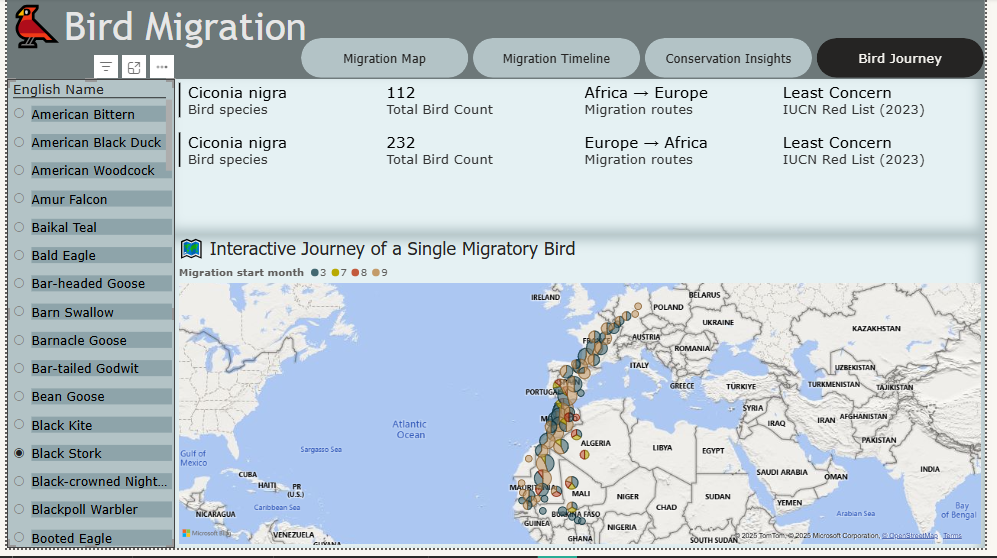 Bird Migration
Migration Map
Migration Timeline
Conservation Insights
Bird Journey
English Name
American Bittern
American Black Duck
American Woodcock
Amur Falcon
Baikal Teal
Bald Eagle
Bar-headed Goose
Barn Swallow
Barnacle Goose
Bar-tailed Godwit
Bean Goose
Black Kite
Black Stork
Black-crowned Night...
Blackpoll Warbler
Booted Eagle
Ciconia nigra 112 Africa → Europe Least Concern
Bird species Total Bird Count Migration routes IUCN Red List (2023)
Ciconia nigra 232 Europe → Africa Least Concern
Bird species Total Bird Count Migration routes IUCN Red List (2023)
Interactive Journey of a Single Migratory Bird
Migration start month 3 7 8 9
IRELAND
BELARUS
POLAND
UKRAINE
KAZAKHSTAN
AUSTRIA
ROMANIA
ITALY
UZBEKISTAN
PORTUGAL
GREECE
TÜRKIYE
TURKMENISTAN
TAJIKISTAN
SYRIA
Atlantic
Ocean
IRAQ
IRAN
AFGHANISTAN
ALGERIA
LIBYA
EGYPT
PAKISTAN
Gulf of
Mexico
Sargasso Sea
CUBA
HAITI
PR
(U.S.)
SAUDI ARABIA
OMAN
INDIA
MALI
NIGER
CHAD
SUDAN
YEMEN
NICARAGUA
Caribbean Sea
BURKINA FASO
Arabian Sea
Bay
of Bengal
GUINEA
NIGERIA
VENEZUELA
GHANA
SOUTH SUDAN
GUYANA
Microsoft Bing
© 2025 TomTom, © 2025 Microsoft Corporation, © OpenStreetMap Terms